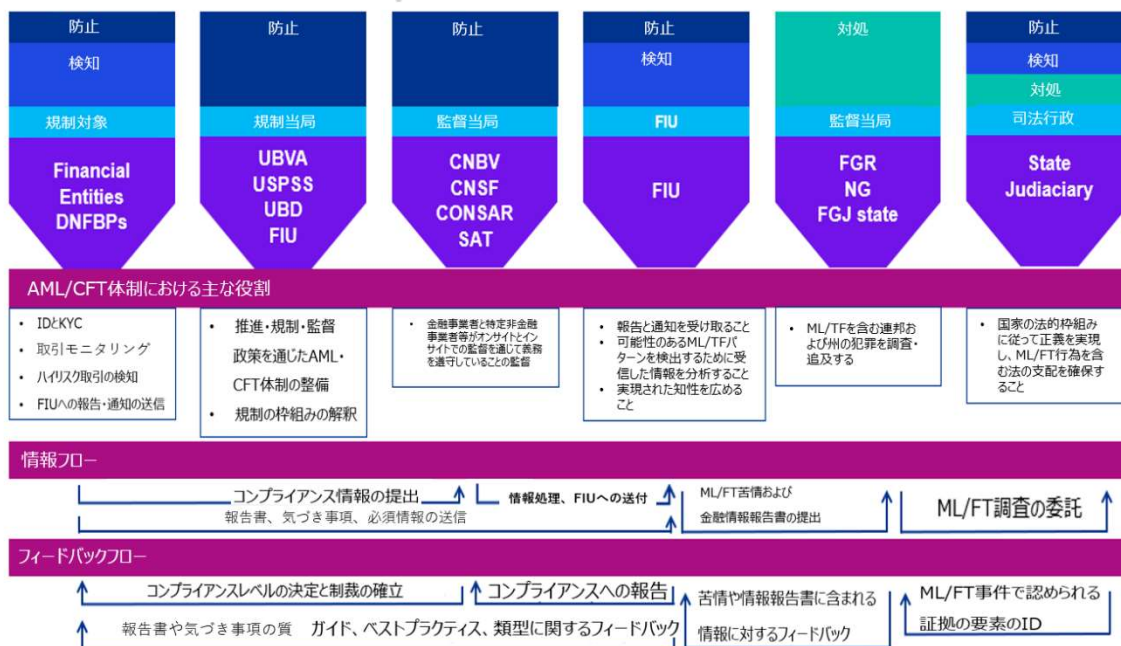 防止
検知
規制対象
Financial
Entities
DNFBPs
防止
規制当局
UBVA
USPSS
UBD
FIU
防止
監督当局
CNBV
CNSF
CONSAR
SAT
防止
検知
FIU
FIU
対処
監督当局
FGR
NG
FGJ state
防止
検知
対処
司法行政
State
Judiaciary
AML/CFT体制における主な役割
• IDとKYC
• 取引モニタリング
• ハイリスク取引の検知
• FIUへの報告・通知の送信
• 推進・規制・監督
政策を通じたAML・
CFT体制の整備
• 規制の枠組みの解釈
• 金融事業者と特定非金融
事業者等がオンサイトとイン
サイトでの監督を通じて義務
を遵守していることの監督
• 報告と通知を受け取ること
• 可能性のあるML/TFパ
ターンを検出するために受
信した情報を分析すること
• 実現された知性を広める
こと
• ML/TFを含む連邦お
よび州の犯罪を調査・
追及する
• 国家の法的枠組み
に従って正義を実現
し、ML/FT行為を含
む法の支配を確保す
ること
情報フロー
コンプライアンス情報の提出
情報処理、FIUへの送付
ML/FT苦情および
金融情報報告書の提出
ML/FT調査の委託
報告書、気づき事項、必須情報の送信
フィードバックフロー
コンプライアンスレベルの決定と制裁の確立
コンプライアンスへの報告
苦情や情報報告書に含まれる
情報に対するフィードバック
ML/FT事件で認められる
証拠の要素のID
報告書や気づき事項の質 ガイド、ベストプラクティス、類型に関するフィードバック